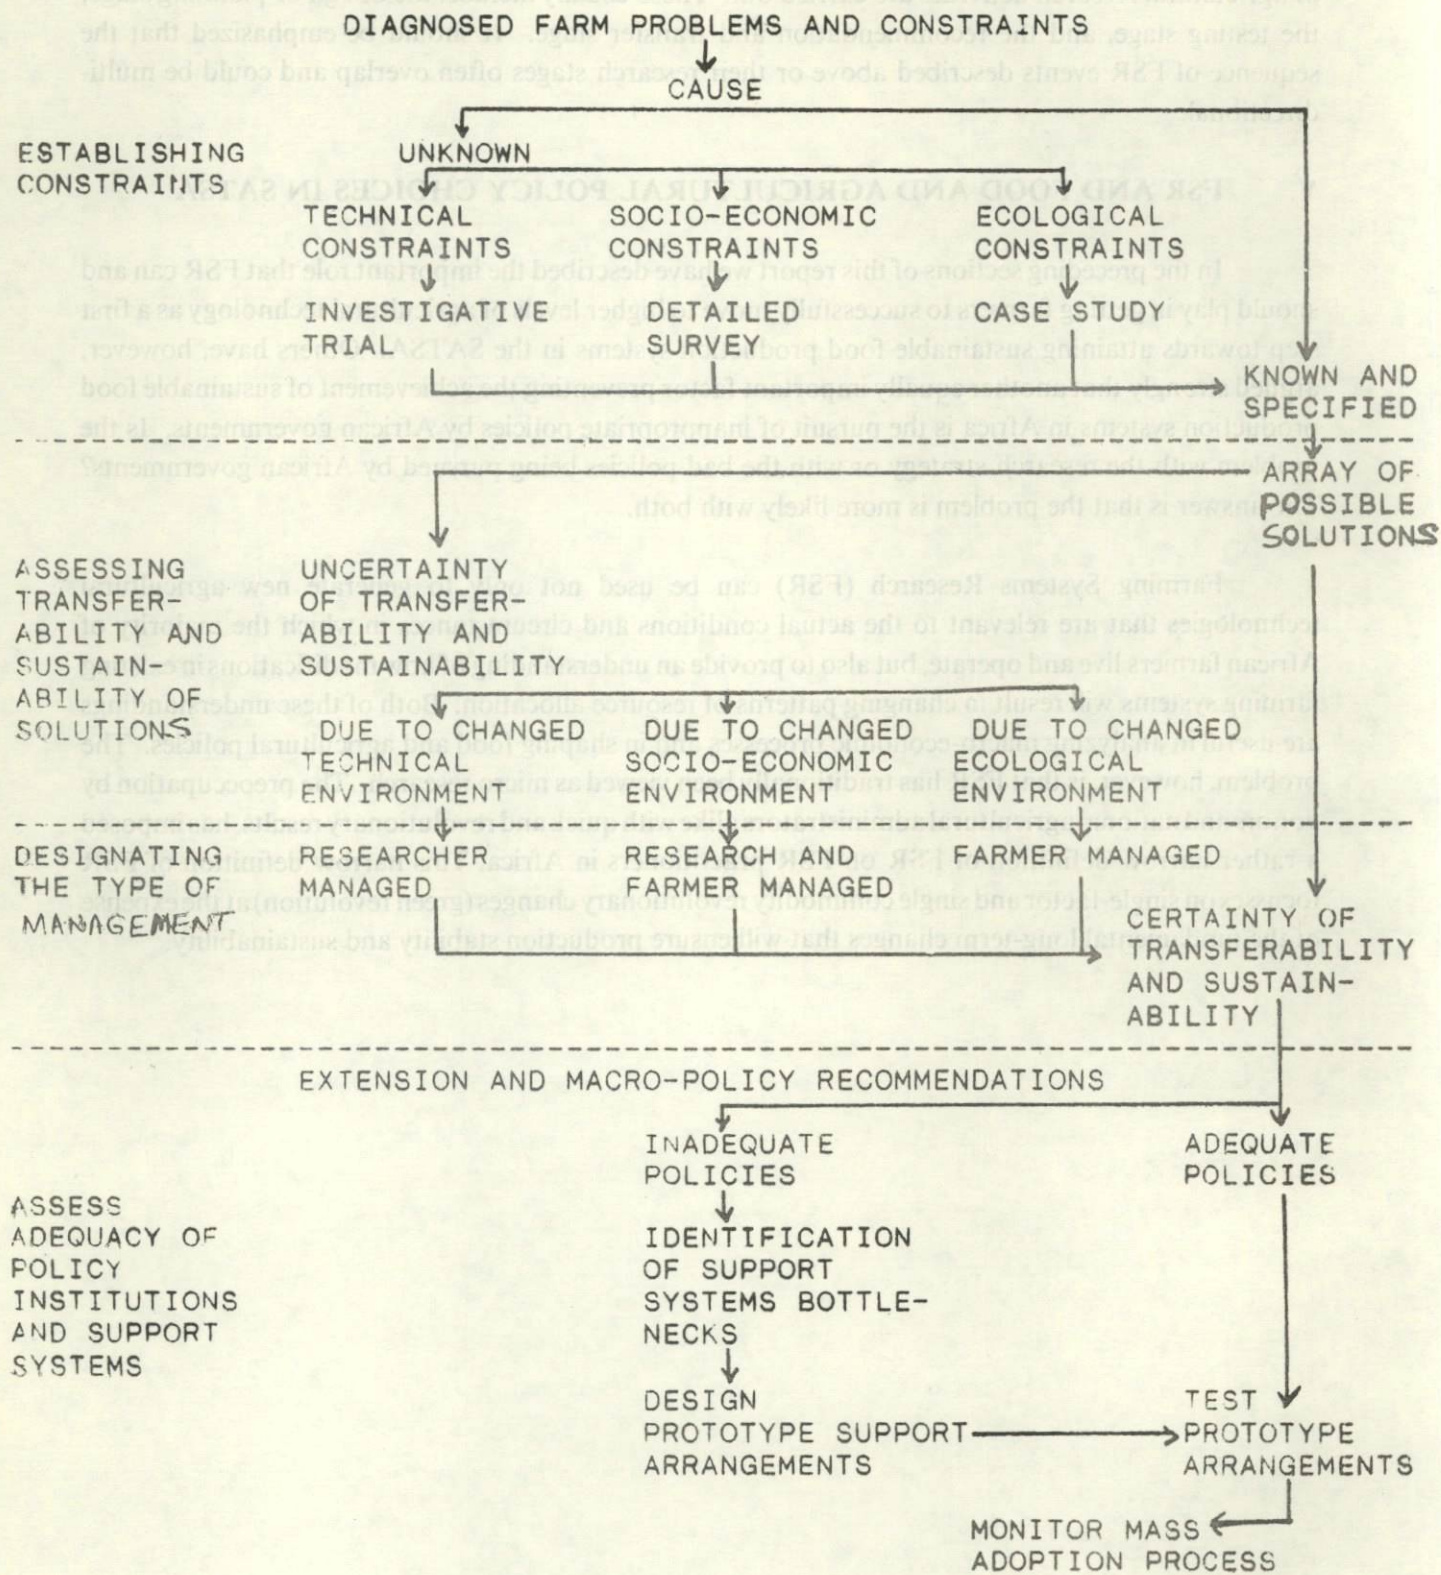 DIAGNOSED FARM PROBLEMS AND CONSTRAINTS
CAUSE
ESTABLISHING
CONSTRAINTS
UNKNOWN
TECHNICAL
CONSTRAINTS
SOCIO-ECONOMIC
CONSTRAINTS
ECOLOGICAL
CONSTRAINTS
INVESTIGATIVE
TRIAL
DETAILED
SURVEY
CASE STUDY
KNOWN AND
SPECIFIED
ARRAY OF
POSSIBLE
SOLUTIONS
ASSESSING
TRANSFER-
ABILITY AND
SUSTAIN-
ABILITY OF
SOLUTIONS
UNCERTAINTY
OF TRANSFER-
ABILITY AND
SUSTAINABILITY
DUE TO CHANGED
TECHNICAL
ENVIRONMENT
DUE TO CHANGED
SOCIO-ECONOMIC
ENVIRONMENT
DUE TO CHANGED
ECOLOGICAL
ENVIRONMENT
DESIGNATING
THE TYPE OF
MANAGEMENT
RESEARCHER
MANAGED
RESEARCH AND
FARMER MANAGED
FARMER MANAGED
CERTAINTY OF
TRANSFERABILITY
AND SUSTAIN-
ABILITY
EXTENSION AND MACRO-POLICY RECOMMENDATIONS
INADEQUATE
POLICIES
ADEQUATE
POLICIES
ASSESS
ADEQUACY OF
POLICY
INSTITUTIONS
AND SUPPORT
SYSTEMS
IDENTIFICATION
OF SUPPORT
SYSTEMS BOTTLE-
NECKS
DESIGN
PROTOTYPE SUPPORT
ARRANGEMENTS
TEST
PROTOTYPE
ARRANGEMENTS
MONITOR MASS
ADOPTION PROCESS